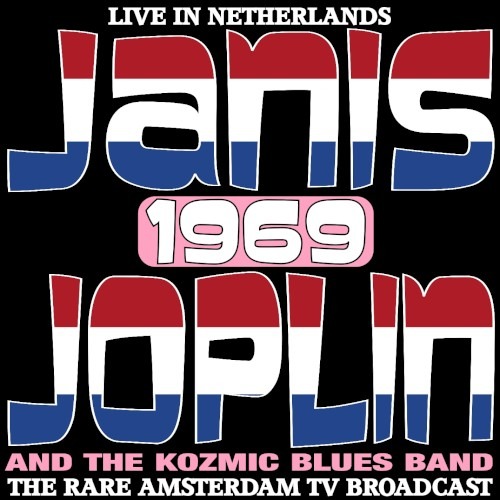 LIVE IN NETHERLANDS
JANIS
1969
JOPLIN
AND THE KOZMIC BLUES BAND
THE RARE AMSTERDAM TV BROADCAST